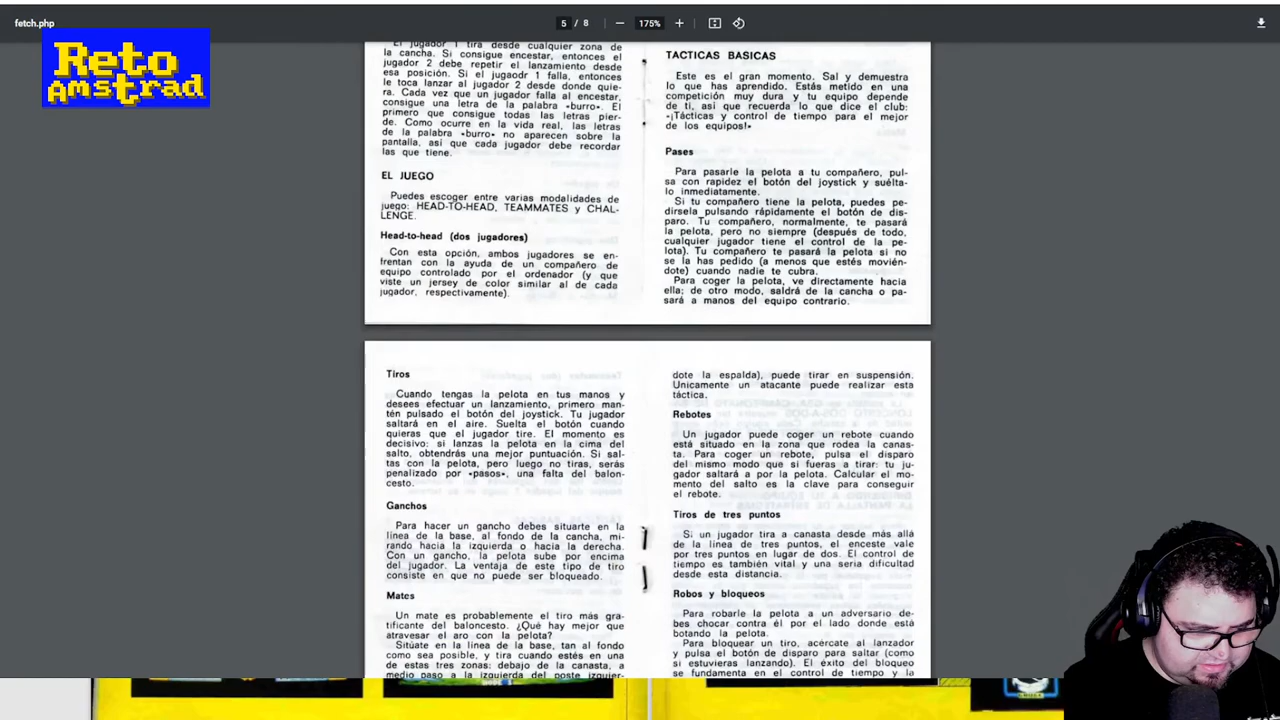 fetch.php
5 / 8
175%
Reto
Amstrad
El jugador 1 tira desde cualquier zona de
la cancha. Si consigue encestar, entonces el
jugador 2 debe repetir el lanzamiento desde
esa posición. Si el jugaodr 1 falla, entonces
le toca lanzar al jugador 2 desde donde quie-
ra. Cada vez que un jugador falla al encestar,
consigue una letra de la palabra «burro». El
primero que consigue todas las letras pier-
de. Como ocurre en la vida real, las letras
de la palabra «burro» no aparecen sobre la
pantalla, asi que cada jugador debe recordar
las que tiene.
EL JUEGO
Puedes escoger entre varias modalidades de
juego: HEAD-TO-HEAD, TEAMMATES y CHAL-
LENGE.
Head-to-head (dos jugadores)
Con esta opción, ambos jugadores se en-
frentan con la ayuda de un compañero de
equipo controlado por el ordenador (y que
viste un jersey de color similar al de cada
jugador, respectivamente).
TACTICAS BASICAS
Este es el gran momento. Sal y demuestra
lo que has aprendido. Estás metido en una
competición muy dura y tu equipo depende
de ti, asi que recuerda lo que dice el club:
«¡Tácticas y control de tiempo para el mejor
de los equipos!»
Pases
Para pasarle la pelota a tu compañero, pul-
sa con rapidez el botón del joystick y suélta-
lo inmediatamente.
Si tu compañero tiene la pelota, puedes pe-
dirsela pulsando rápidamente el botón de dis-
paro. Tu compañero, normalmente, te pasará
la pelota, pero no siempre (después de todo,
cualquier jugador tiene el control de la pe-
lota). Tu compañero te pasará la pelota si no
se la has pedido (a menos que estés movién-
dote) cuando nadie te cubra.
Para coger la pelota, ve directamente hacia
ella; de otro modo, saldrá de la cancha o pa-
sará a manos del equipo contrario.
Tiros
Cuando tengas la pelota en tus manos y
desees efectuar un lanzamiento, primero man-
tén pulsado el botón del joystick. Tu jugador
saltará en el aire. Suelta el botón cuando
quieras que el jugador tire. El momento es
decisivo: si lanzas la pelota en la cima del
salto, obtendrás una mejor puntuación. Si sal-
tas con la pelota, pero luego no tiras, serás
penalizado por «pasos», una falta del balon-
cesto.
Ganchos
Para hacer un gancho debes situarte en la
línea de la base, al fondo de la cancha, mi-
rando hacia la izquierda o hacia la derecha.
Con un gancho, la pelota sube por encima
del jugador. La ventaja de este tipo de tiro
consiste en que no puede ser bloqueado.
Mates
Un mate es probablemente el tiro más gra-
tificante del baloncesto. ¿Qué hay mejor que
atravesar el aro con la pelota?
Sitúate en la línea de la base, tan al fondo
como sea posible, y tira cuando estés en una
de estas tres zonas: debajo de la canasta, a
medio paso a la izquierda del poste izquier-
dote la espalda), puede tirar en suspensión.
Unicamente un atacante puede realizar esta
táctica.
Rebotes
Un jugador puede coger un rebote cuando
está situado en la zona que rodea la canas-
ta. Para coger un rebote, pulsa el disparo
del mismo modo que si fueras a tirar: tu ju-
gador saltará a por la pelota. Calcular el mo-
mento del salto es la clave para conseguir
el rebote.
Tiros de tres puntos
Si un jugador tira a canasta desde más allá
de la línea de tres puntos, el enceste vale
por tres puntos en lugar de dos. El control de
tiempo es también vital y una seria dificultad
desde esta distancia.
Robos y bloqueos
Para robarle la pelota a un adversario de-
bes chocar contra él por el lado donde está
botando la pelota.
Para bloquear un tiro, acércate al lanzador
y pulsa el botón de disparo para saltar (como
si estuvieras lanzando). El éxito del bloqueo
se fundamenta en el control de tiempo y la